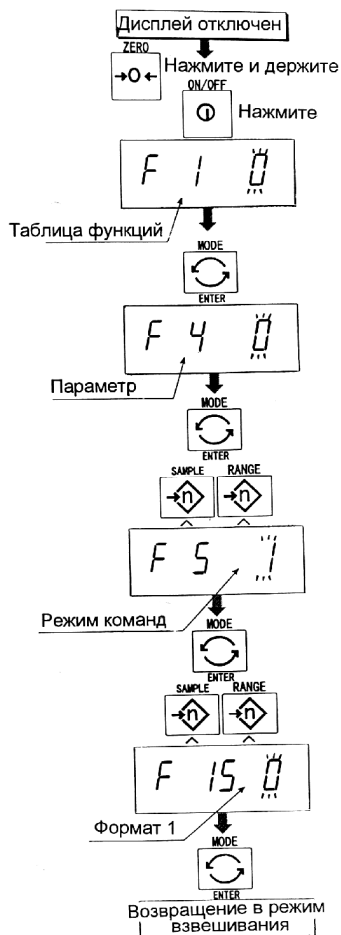 Дисплей отключен
ZERO
→0← Нажмите и держите
ON/OFF
Нажмите
F 1 0
Таблица функций
MODE
ENTER
F 4 0
Параметр
MODE
ENTER
SAMPLE RANGE
→n →n
F 5 1
Режим команд
MODE
ENTER
SAMPLE RANGE
→n →n
F 15 0
Формат 1
MODE
ENTER
Возвращение в режим
взвешивания